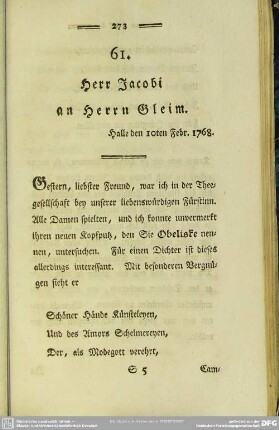 273
61.
Herr Jacobi
an Herrn Gleim.
Halle den 10ten Febr. 1768.
Gestern, liebster Freund, war ich in der Thee-
gesellschaft bey unserer liebenswürdigen Fürstinn.
Alle Damen spielten, und ich konnte unvermerkt
ihren neuen Kopfputz, den Sie Obeliske nen-
nen, untersuchen. Für einen Dichter ist dieses
allerdings interessant. Mit besonderen Vergnü-
gen sieht er
Schöner Hände Künsteleyen,
Und des Amors Schelmereyen,
Der, als Modegott verehrt,
S 5 Cam-